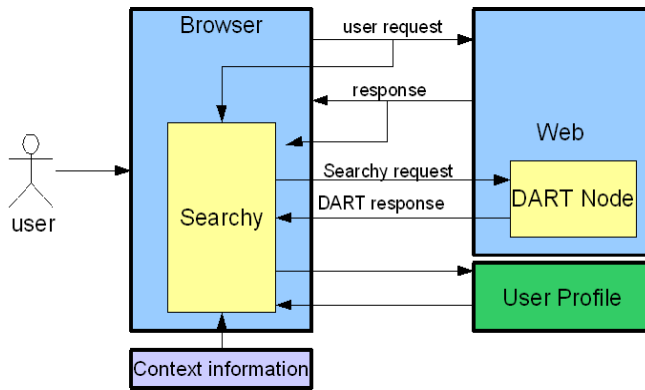 Browser
user request
response
Web
Searchy request
DART Node
DART response
Searchy
user
User Profile
Context information